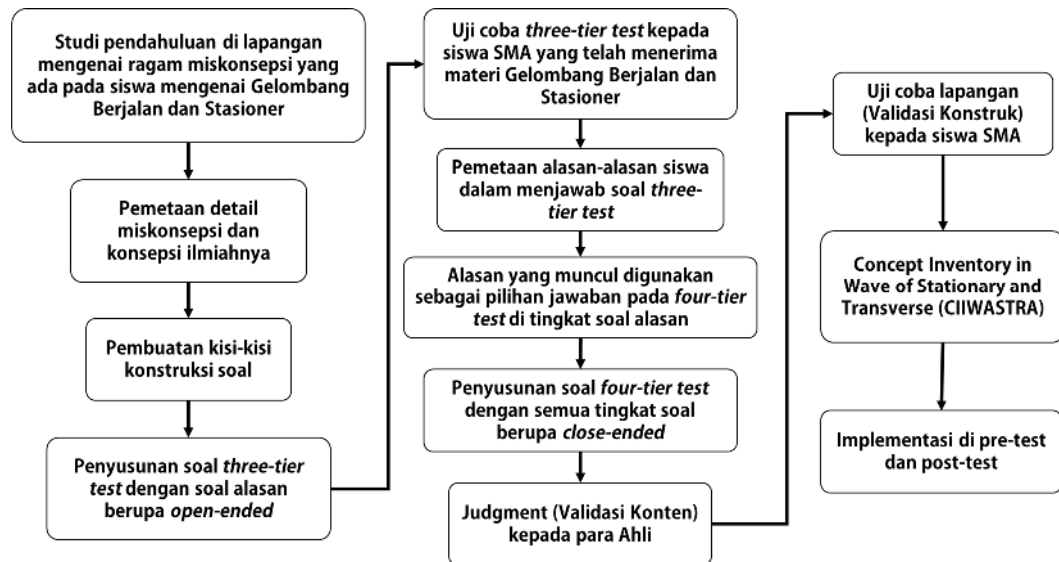 Studi pendahuluan di lapangan
mengenai ragam miskonsepsi yang
ada pada siswa mengenai Gelombang
Berjalan dan Stasioner
Pemetaan detail
miskonsepsi dan
konsepsi ilmiahnya
Pembuatan kisi-kisi
konstruksi soal
Penyusunan soal three-tier
test dengan soal alasan
berupa open-ended
Uji coba three-tier test kepada
siswa SMA yang telah menerima
materi Gelombang Berjalan dan
Stasioner
Pemetaan alasan-alasan siswa
dalam menjawab soal three-
tier test
Alasan yang muncul digunakan
sebagai pilihan jawaban pada four-tier
test di tingkat soal alasan
Penyusunan soal four-tier test
dengan semua tingkat soal
berupa close-ended
Judgment (Validasi Konten)
kepada para Ahli
Uji coba lapangan
(Validasi Konstruk)
kepada siswa SMA
Concept Inventory in
Wave of Stationary and
Transverse (CIIWASTRA)
Implementasi di pre-test
dan post-test